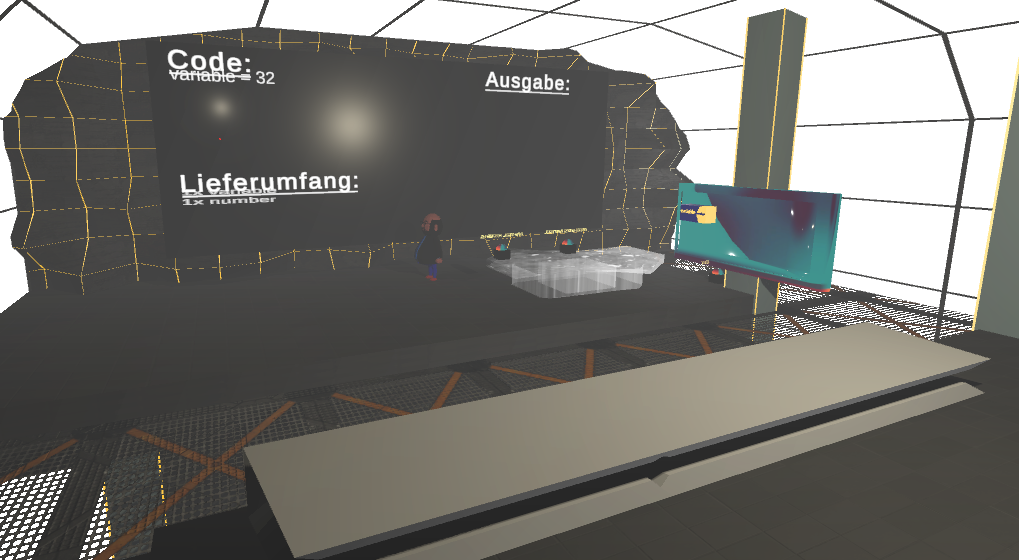 Code:
variable = 32
Ausgabe:
Lieferumfang:
1x variable
1x number